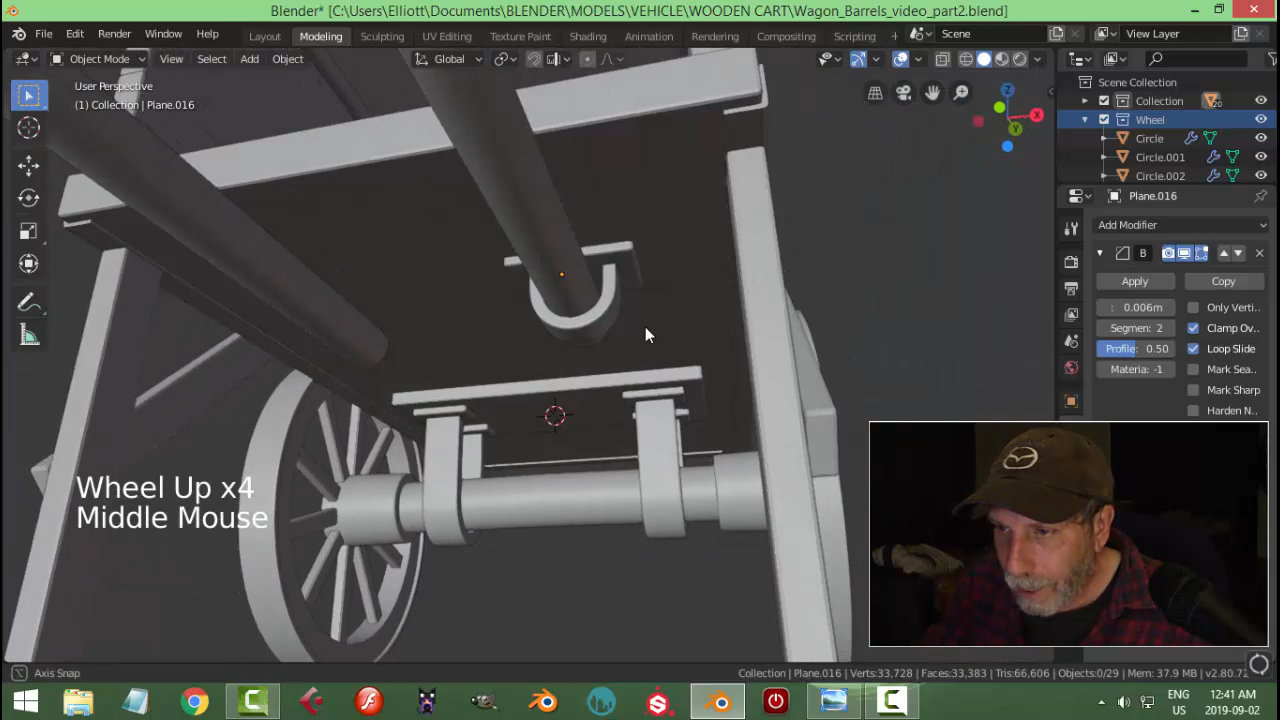 Blender* [C:\Users\Elliott\Documents\BLENDER\MODELS\VEHICLE\WOODEN CART\Wagon_Barrels_video_part2.blend]
File Edit Render Window Help Layout Modeling Sculpting UV Editing Texture Paint Shading Animation Rendering Compositing Scripting + Scene View Layer
Object Mode View Select Add Object Global
User Perspective
(1) Collection | Plane.016
Z
X
Y
Scene Collection
Collection 20
Wheel
Circle
Circle.001
Circle.002
Plane.016
Add Modifier
B
Apply Copy
: 0.006m Only Verti..
Segmen: 2 Clamp Ov..
Profile: 0.50 Loop Slide
Materia: -1 Mark Sea..
Mark Sharp
Harden N..
Wheel Up x4
Middle Mouse
Axis Snap
Collection | Plane.016 | Verts:33,728 | Faces:33,383 | Tris:66,606 | Objects:0/29 | Mem: 37.9 MB | v2.80.7
ENG
US
12:41 AM
2019-09-02